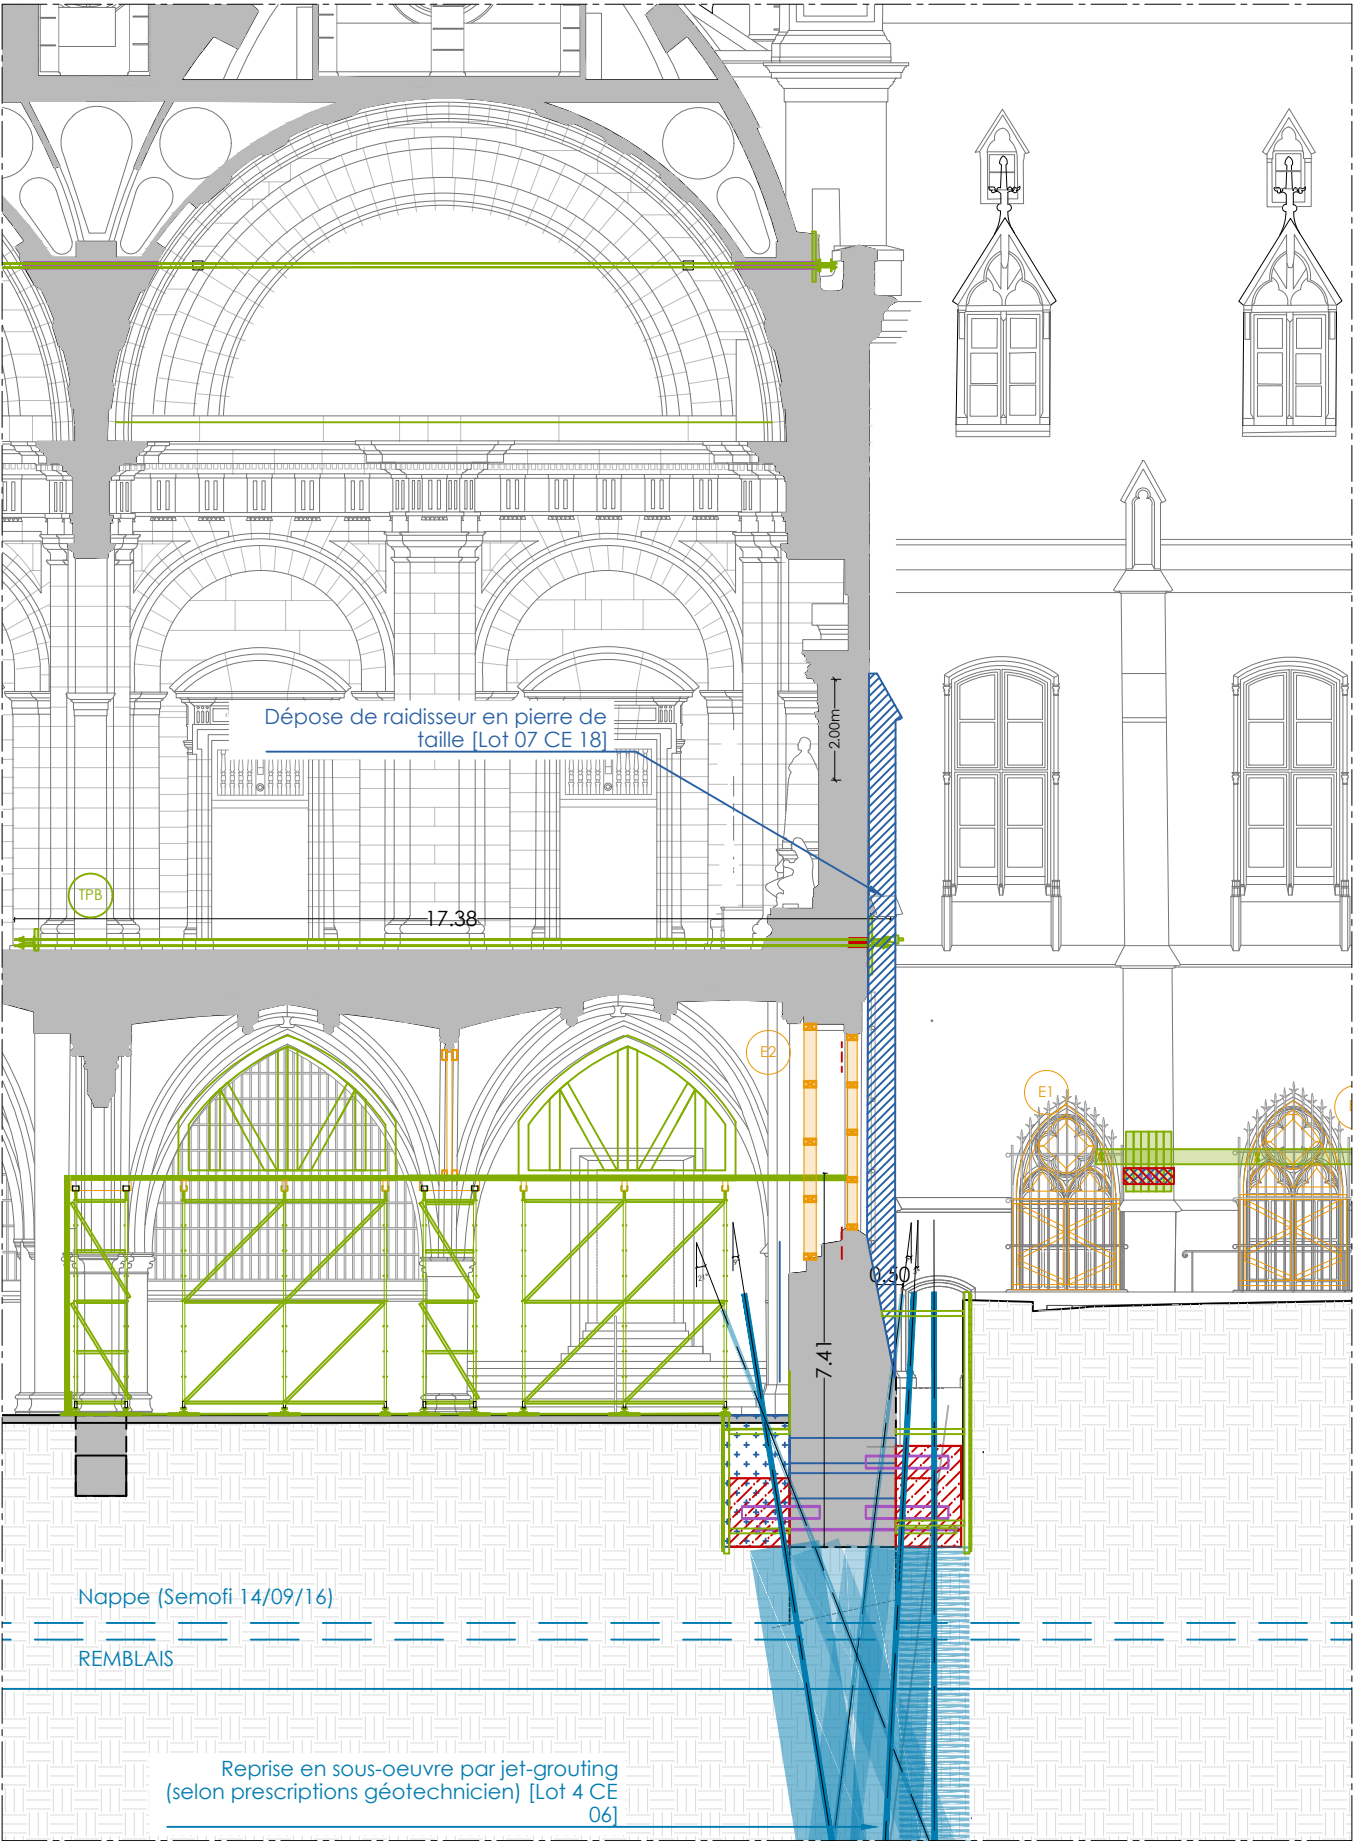 Dépose de raidisseur en pierre de
taille [Lot 07 CE 18]
2.00m
TPB
17.38
E2
E1
0.50
7.41
Nappe (Semofi 14/09/16)
REMBLAIS
Reprise en sous-oeuvre par jet-grouting
(selon prescriptions géotechnicien) [Lot 4 CE
06]